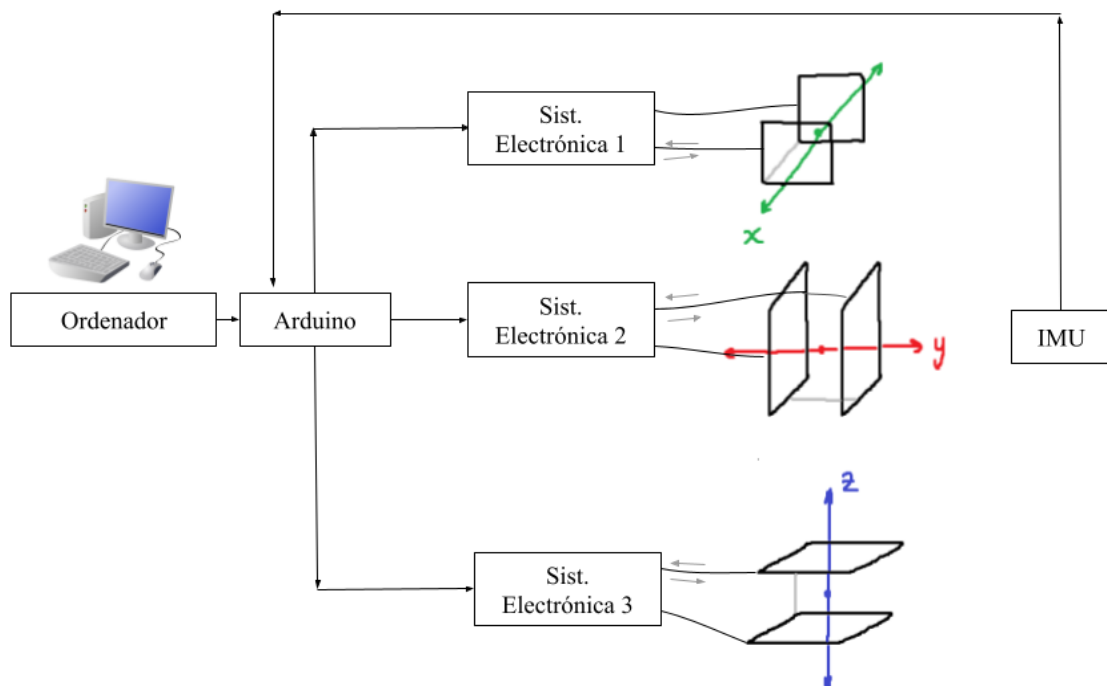 Sist.
Electrónica 1
x
Ordenador
Arduino
Sist.
Electrónica 2
y
IMU
z
Sist.
Electrónica 3